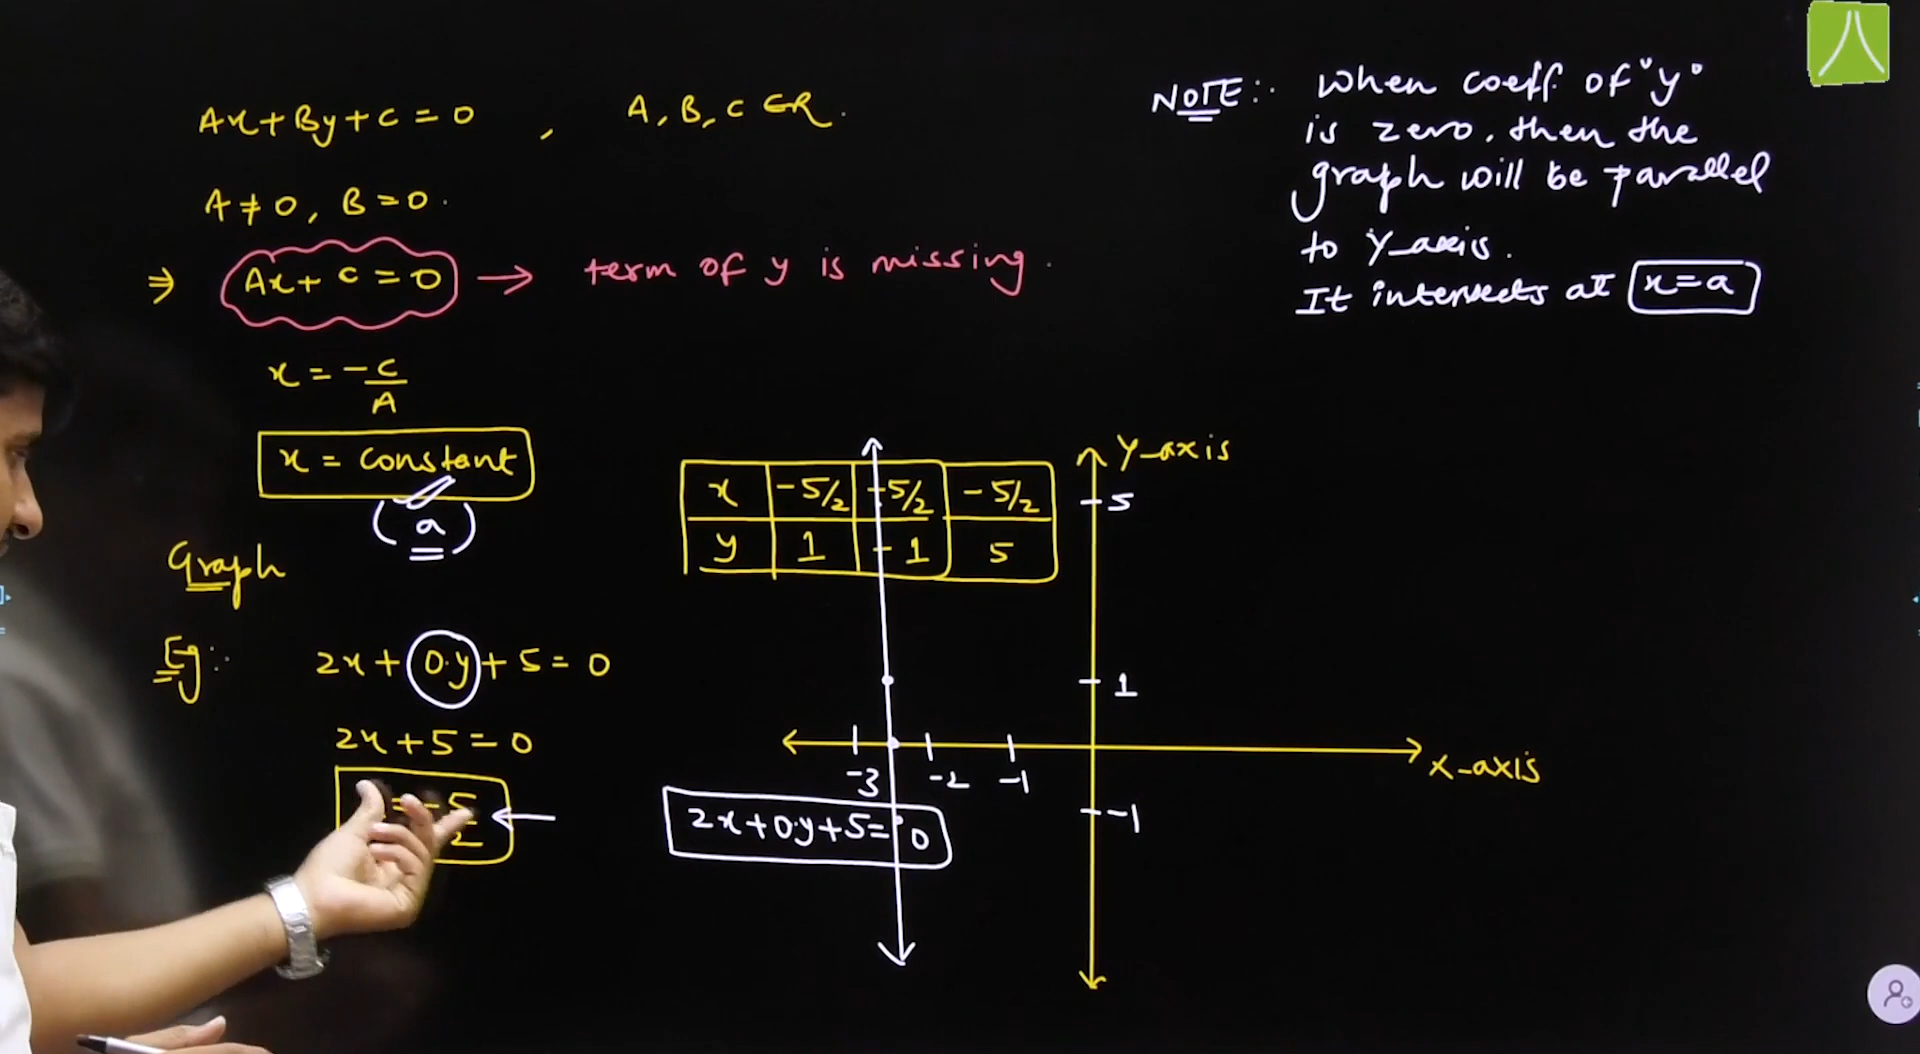 Ax+By+C=0 , A, B, C ∈R.
A≠0, B=0.
⇒ Ax+ C=0 → term of y is missing.
x = -C/A
x = constant
(a)
Graph
Eg:. 2x+0.y+5=0
2x+5=0
= -5/2
NOTE:. When coeff. of "y"
is zero. then the
graph will be parallel
to Y-axis.
It intersects at x=a
x -5/2 -5/2 -5/2
y 1 -1 5
Y-axis
5
1
-3 -2 -1
X-axis
-1
2x+0.y+5=0